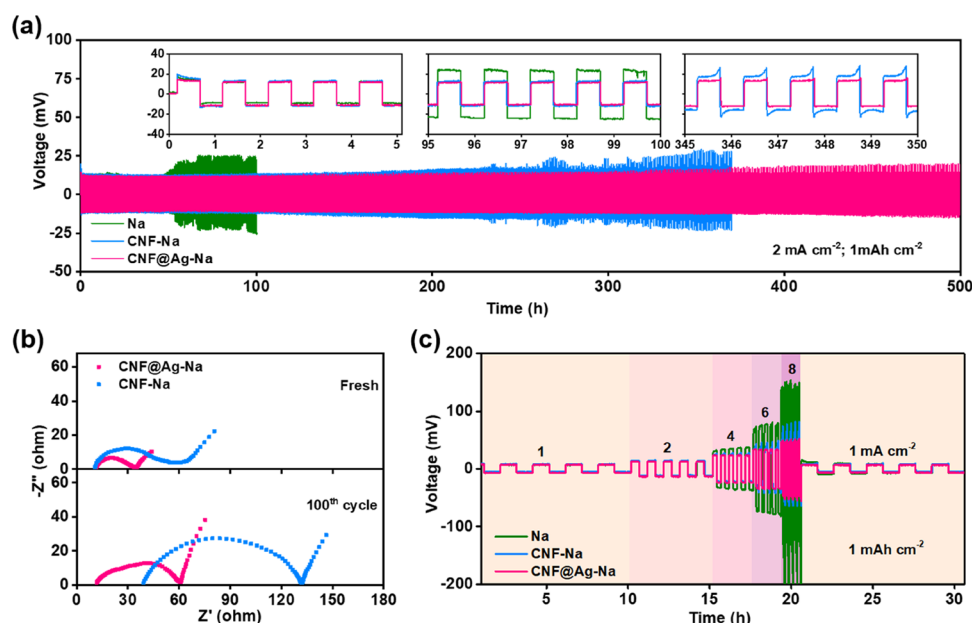 (a)
100
75
50
25
0
-25
-50
Voltage (mV)
40
20
0
-20
-40
0 1 2 3 4 5
95 96 97 98 99 100
345 346 347 348 349 350
Na
CNF-Na
CNF@Ag-Na
2 mA cm⁻²; 1mAh cm⁻²
0 100 200 300 400 500
Time (h)
(b)
60
40
20
0
60
40
20
0
-Z" (ohm)
CNF@Ag-Na
CNF-Na
Fresh
100th cycle
0 30 60 90 120 150 180
Z' (ohm)
(c)
200
100
0
-100
-200
Voltage (mV)
1 2 4 6 8
1 mA cm⁻²
1 mAh cm⁻²
Na
CNF-Na
CNF@Ag-Na
5 10 15 20 25 30
Time (h)